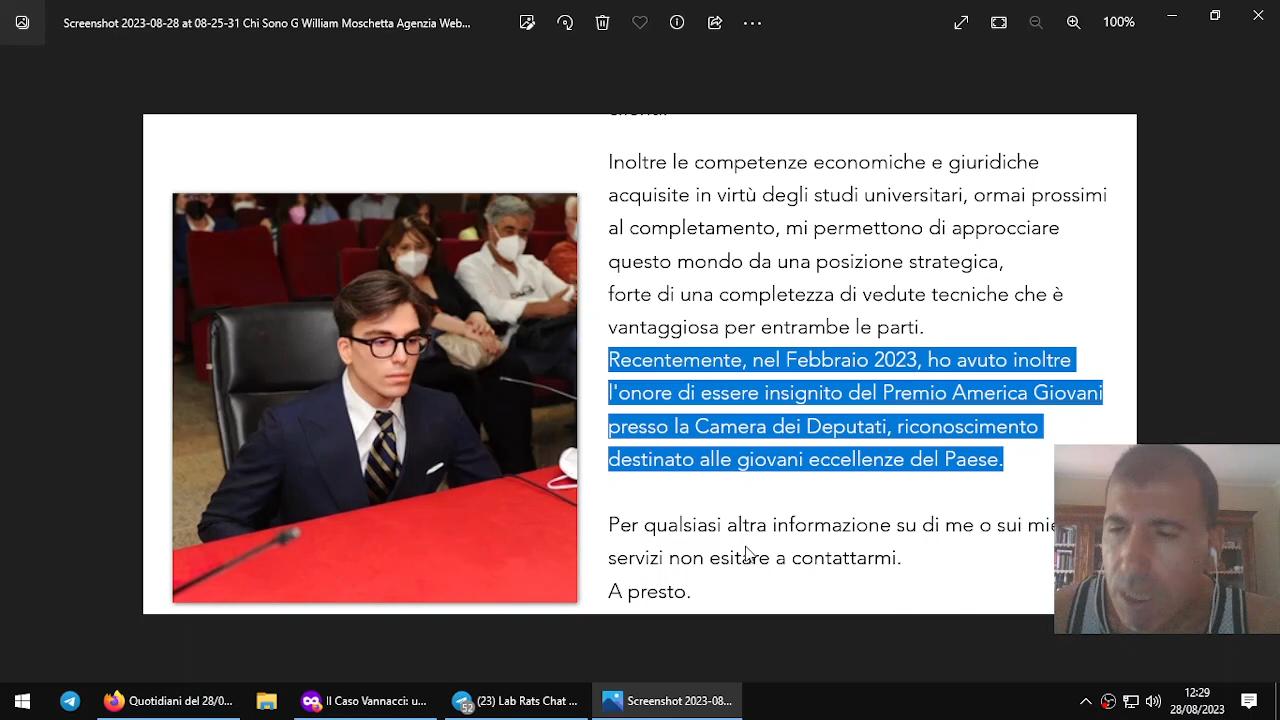 Screenshot 2023-08-28 at 08-25-31 Chi Sono G William Moschetta Agenzia Web...
100%
Inoltre le competenze economiche e giuridiche
acquisite in virtù degli studi universitari, ormai prossimi
al completamento, mi permettono di approcciare
questo mondo da una posizione strategica,
forte di una completezza di vedute tecniche che è
vantaggiosa per entrambe le parti.
Recentemente, nel Febbraio 2023, ho avuto inoltre
l'onore di essere insignito del Premio America Giovani
presso la Camera dei Deputati, riconoscimento
destinato alle giovani eccellenze del Paese.
Per qualsiasi altra informazione su di me o sui mie
servizi non esitare a contattarmi.
A presto.
52
Quotidiani del 28/0...
Il Caso Vannacci: u...
(23) Lab Rats Chat ...
Screenshot 2023-08...
12:29
28/08/2023